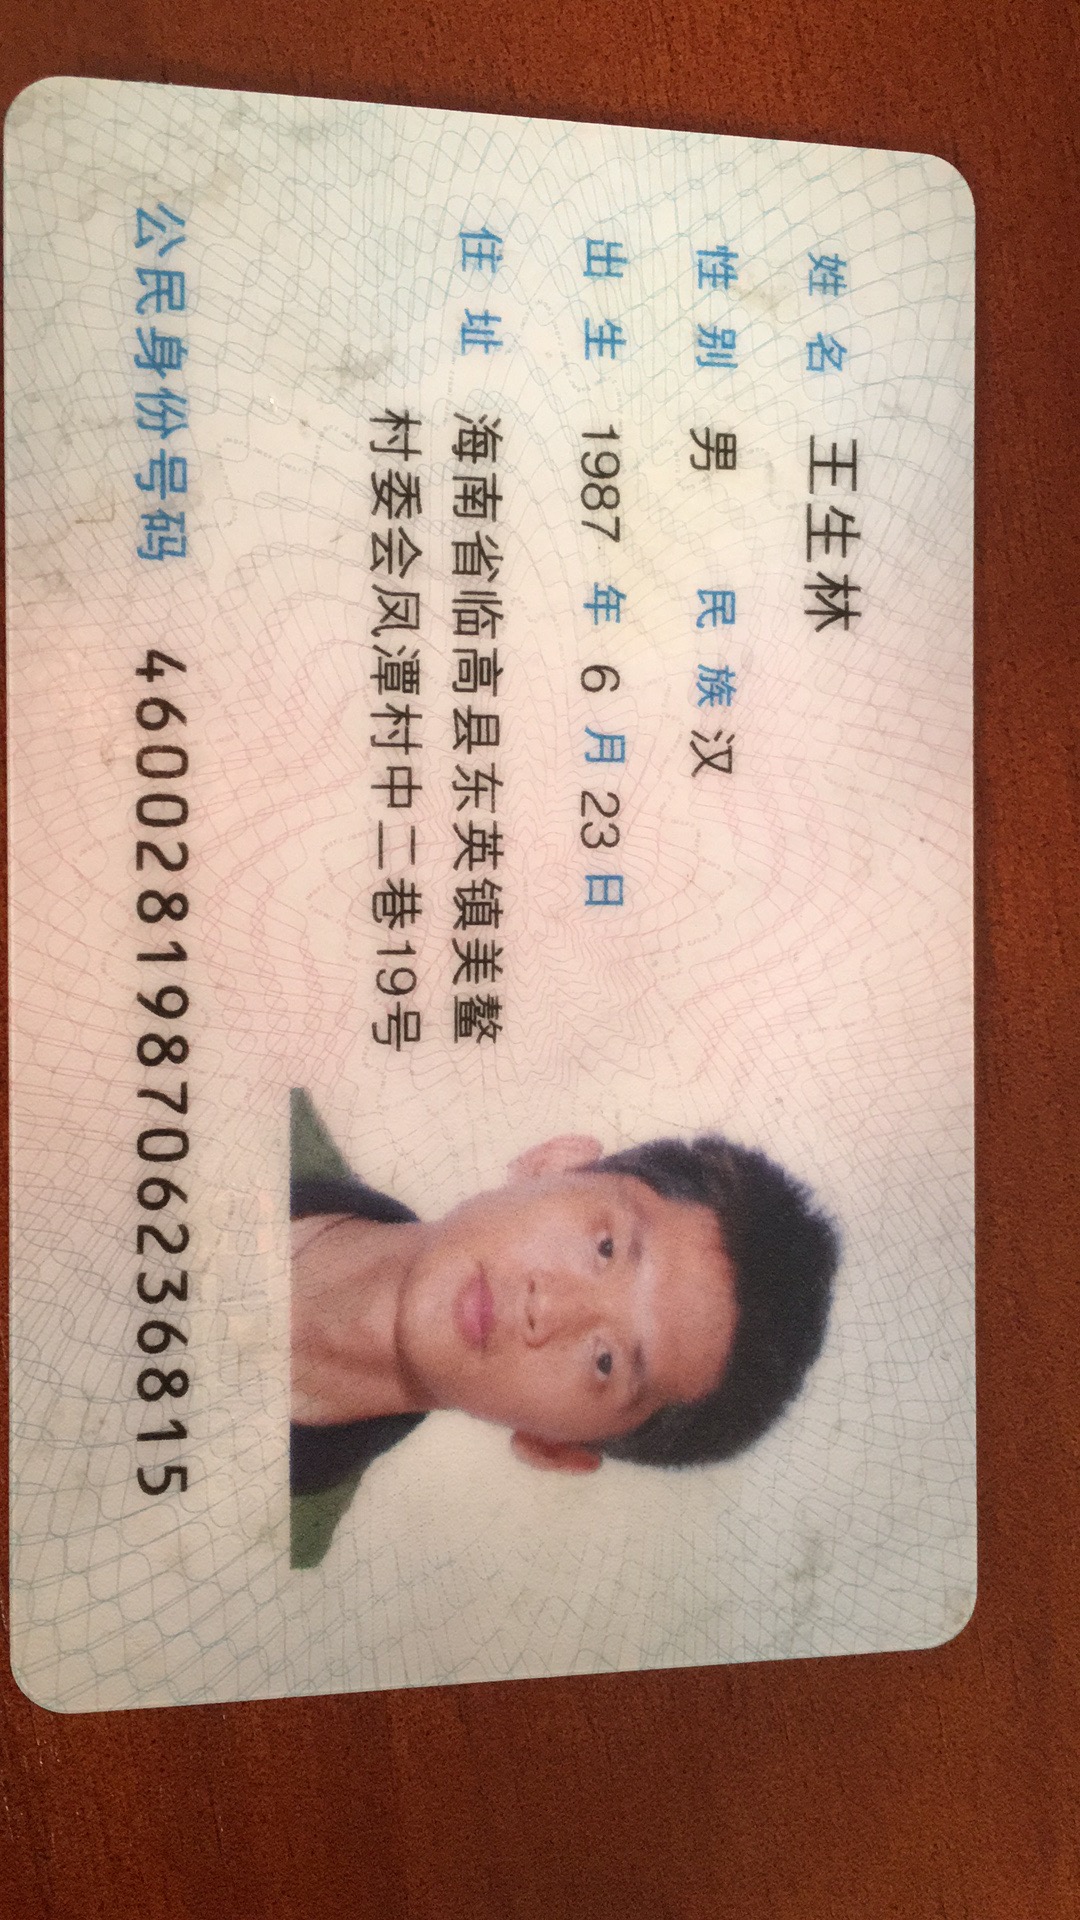 姓名 王生林
性别 男 民族 汉
出生 1987 年 6 月 23 日
住址 海南省临高县东英镇美鳌
村委会凤潭村中二巷19号
公民身份号码 460028198706236815